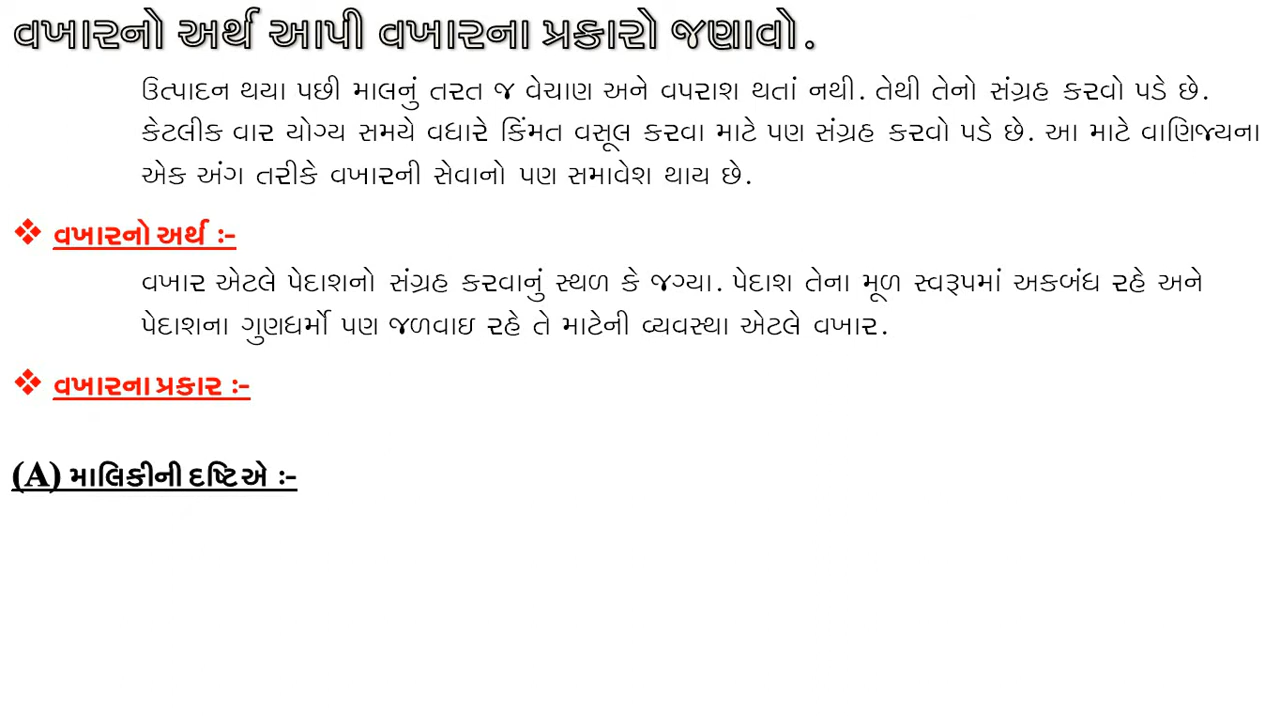 વખારનો અર્થ આપી વખારના પ્રકારો જણાવો.
ઉત્પાદન થયા પછી માલનું તરત જ વેચાણ અને વપરાશ થતાં નથી. તેથી તેનો સંગ્રહ કરવો પડે છે.
કેટલીક વાર યોગ્ય સમયે વધારે કિંમત વસૂલ કરવા માટે પણ સંગ્રહ કરવો પડે છે. આ માટે વાણિજ્યના
એક અંગ તરીકે વખારની સેવાનો પણ સમાવેશ થાય છે.
❖ વખારનો અર્થ :-
વખાર એટલે પેદાશનો સંગ્રહ કરવાનું સ્થળ કે જગ્યા. પેદાશ તેના મૂળ સ્વરૂપમાં અકબંધ રહે અને
પેદાશના ગુણધર્મો પણ જળવાઇ રહે તે માટેની વ્યવસ્થા એટલે વખાર.
❖ વખારના પ્રકાર :-
(A) માલિકીની દષ્ટિએ :-